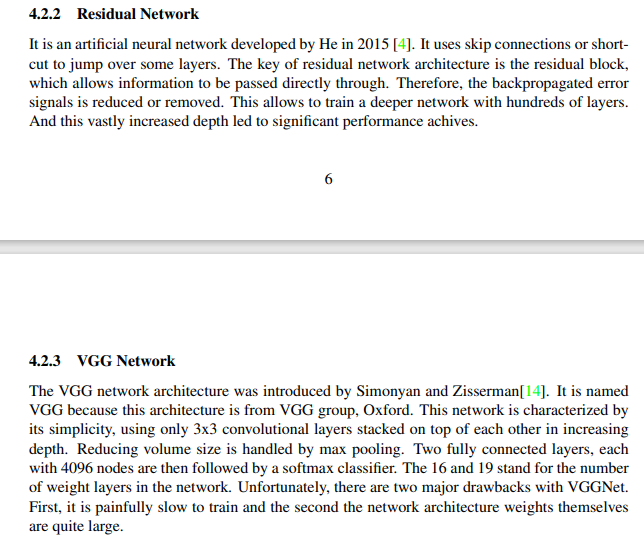 4.2.2 Residual Network
It is an artificial neural network developed by He in 2015 [4]. It uses skip connections or short-
cut to jump over some layers. The key of residual network architecture is the residual block,
which allows information to be passed directly through. Therefore, the backpropagated error
signals is reduced or removed. This allows to train a deeper network with hundreds of layers.
And this vastly increased depth led to significant performance achives.
6
4.2.3 VGG Network
The VGG network architecture was introduced by Simonyan and Zisserman[14]. It is named
VGG because this architecture is from VGG group, Oxford. This network is characterized by
its simplicity, using only 3x3 convolutional layers stacked on top of each other in increasing
depth. Reducing volume size is handled by max pooling. Two fully connected layers, each
with 4096 nodes are then followed by a softmax classifier. The 16 and 19 stand for the number
of weight layers in the network. Unfortunately, there are two major drawbacks with VGGNet.
First, it is painfully slow to train and the second the network architecture weights themselves
are quite large.